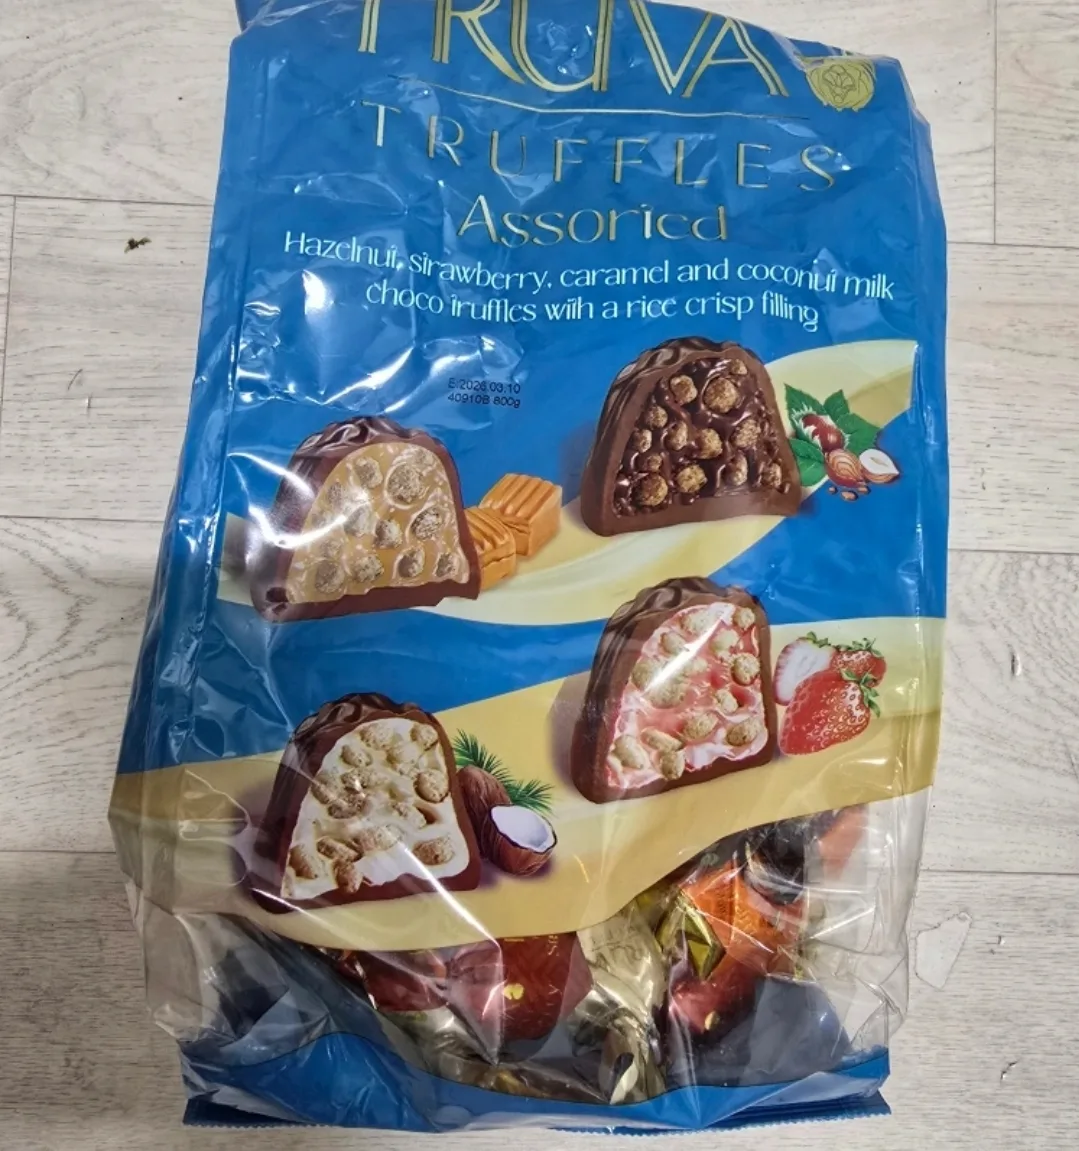 TRUVA
TRUFFLES
Assorted
Hazelnut, strawberry, caramel and coconut milk
choco truffles with a rice crisp filling
E 2026.03.10
40910B 800g